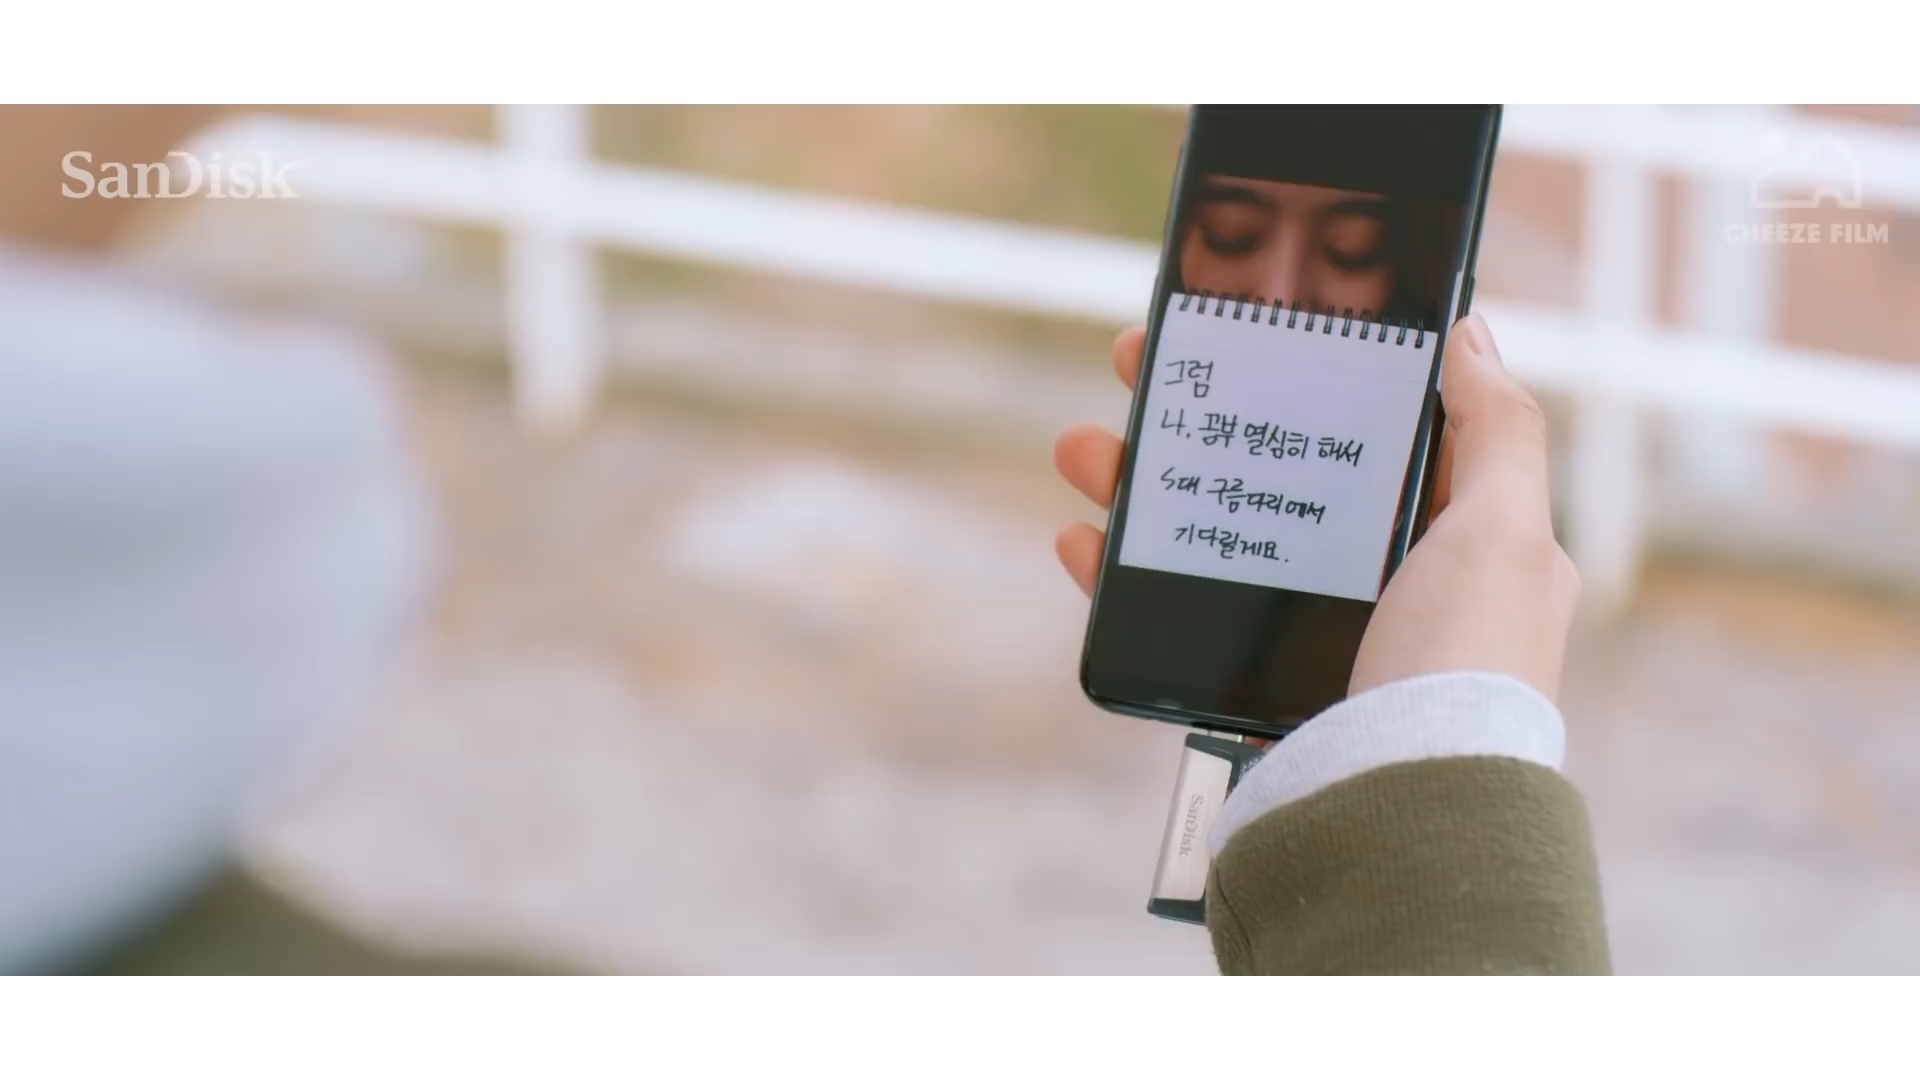 SanDisk
CHEEZE FILM
그럼
나. 공부 열심히 해서
S대 구름다리에서
기다릴게요.
SanDisk